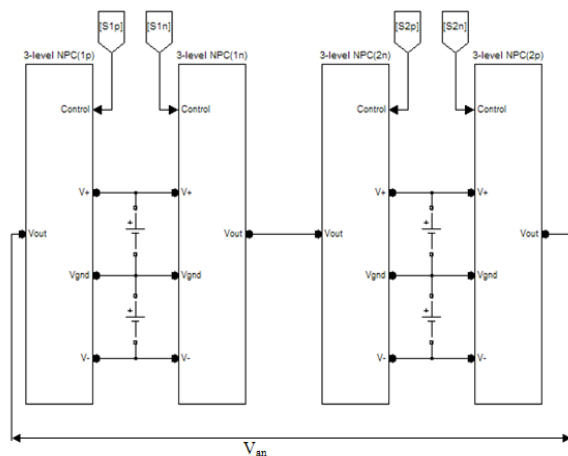 [S1p] [S1n] [S2p] [S2n]
3-level NPC(1p) 3-level NPC(1n) 3-level NPC(2n) 3-level NPC(2p)
Control Control Control Control
V+ V+ V+ V+
+ +
Vout Vout Vout Vout
Vgnd Vgnd Vgnd Vgnd
+ +
V- V- V- V-
Van